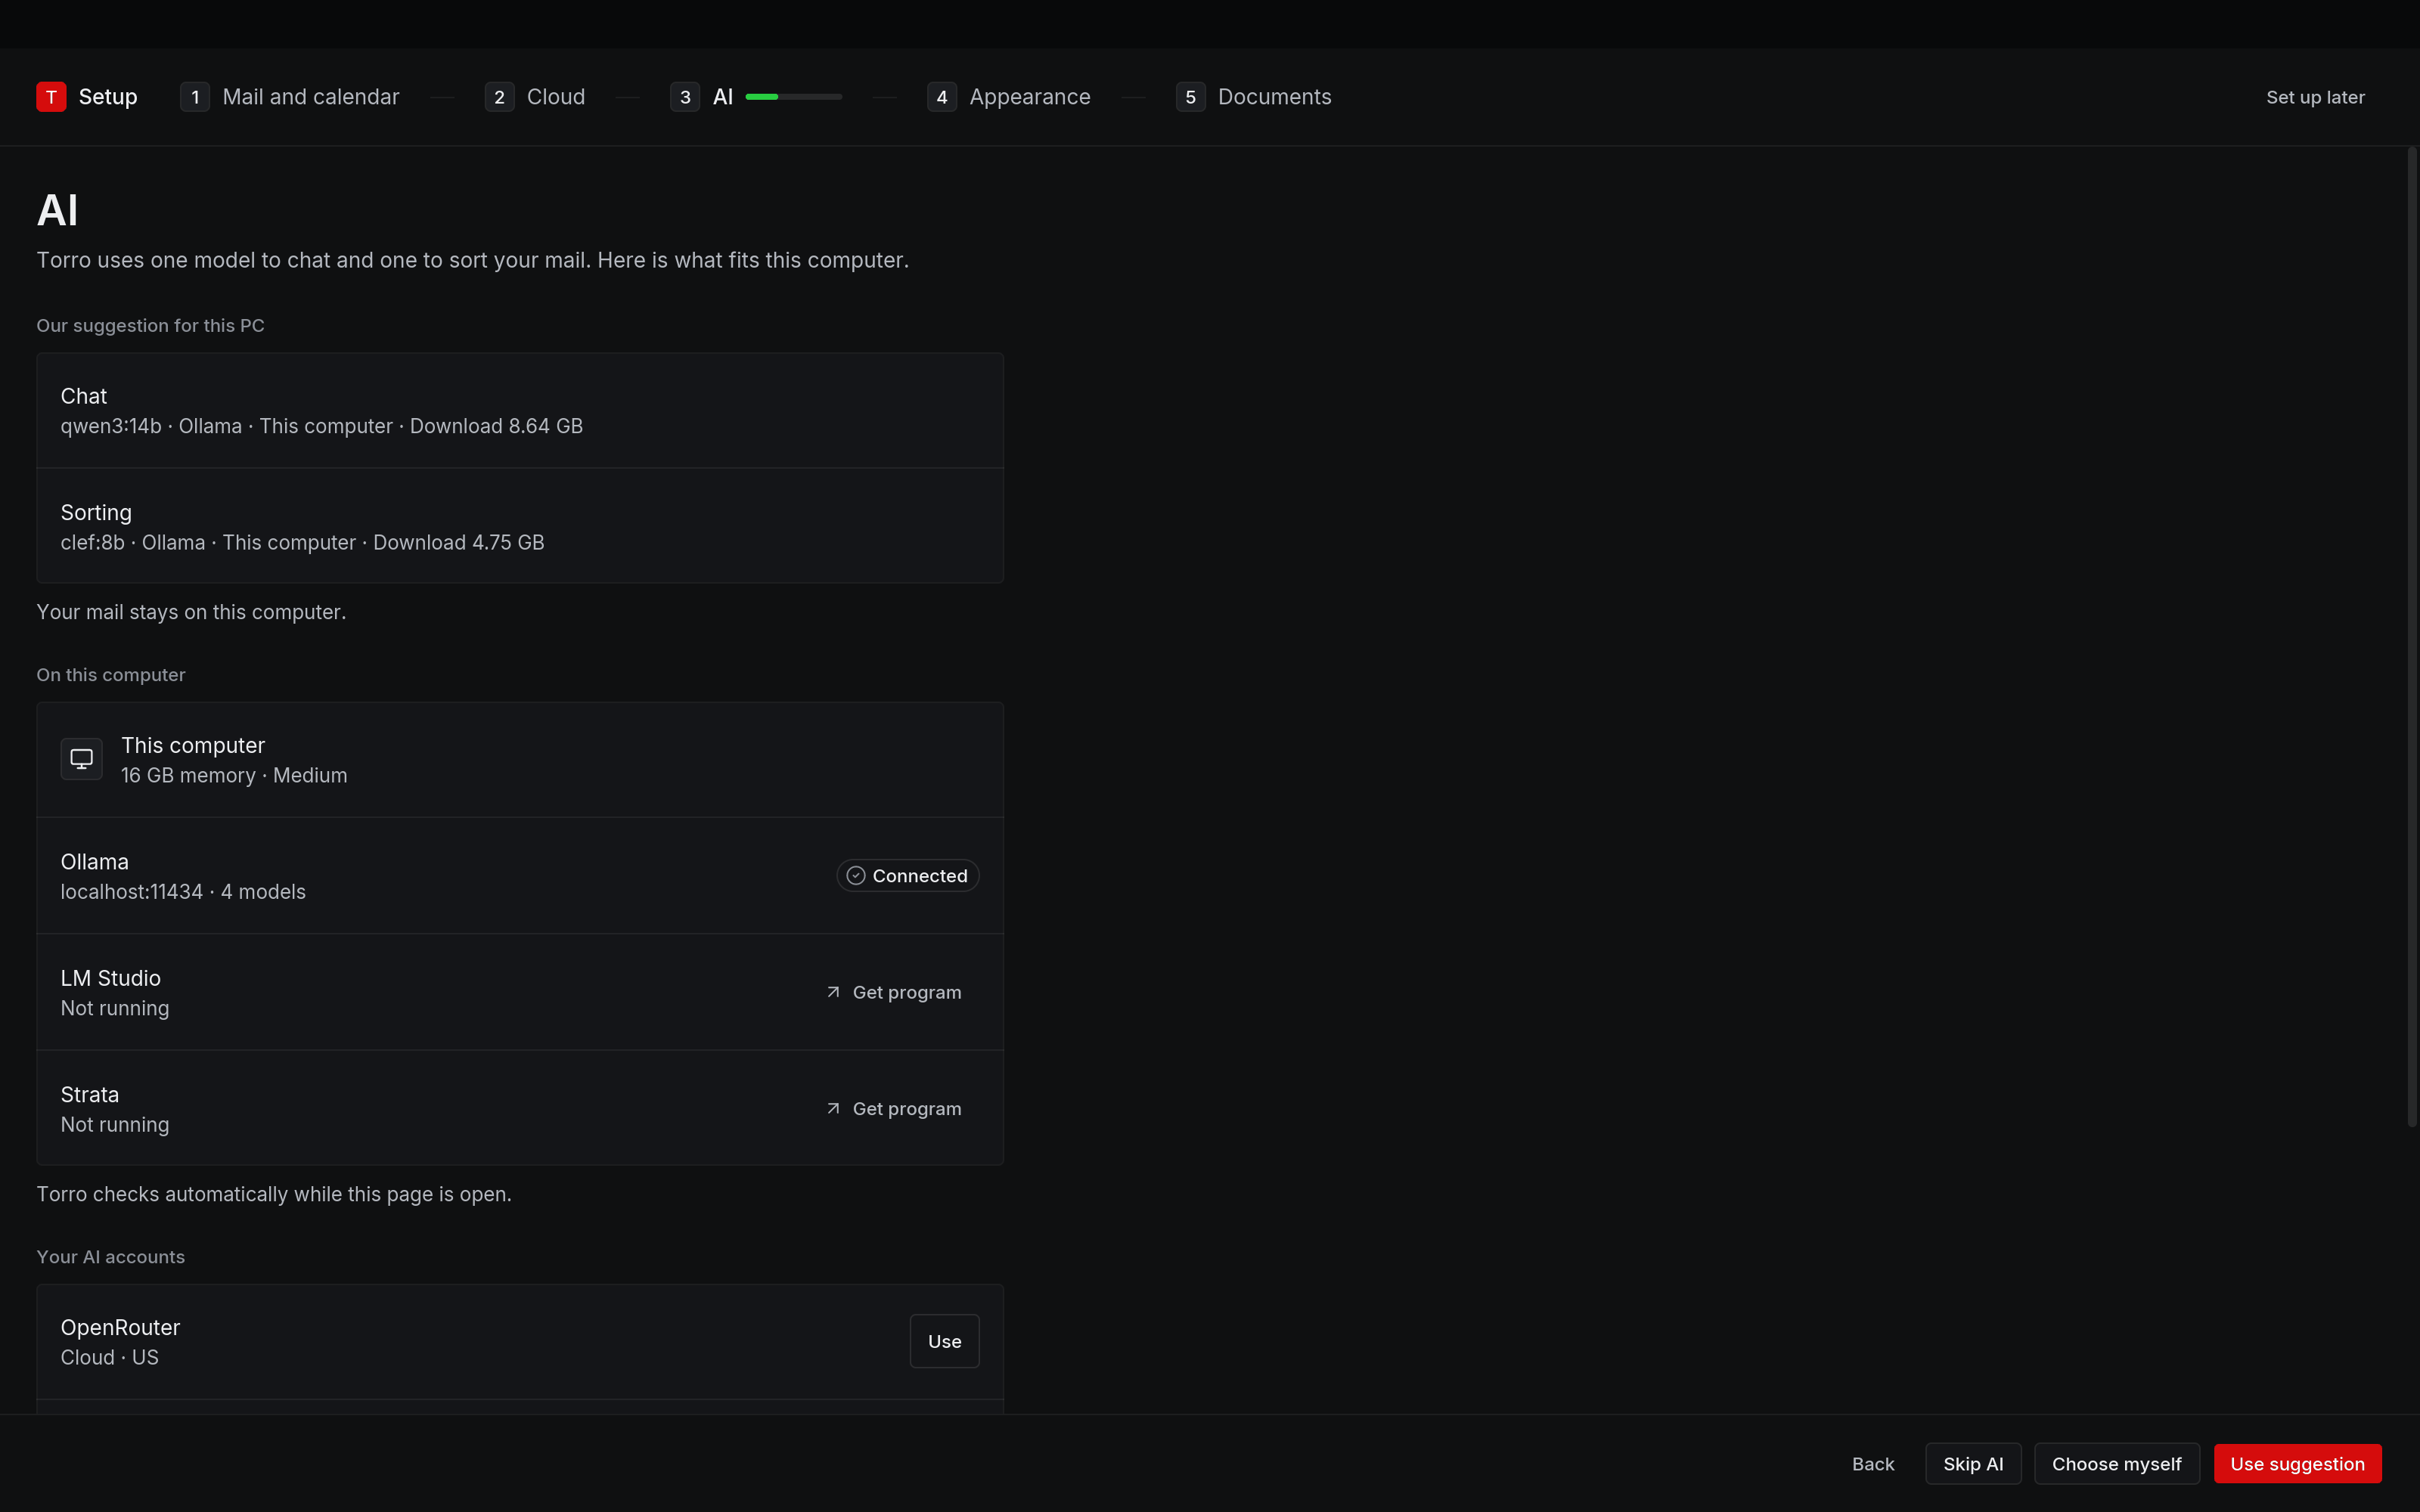 T Setup 1 Mail and calendar 2 Cloud 3 AI 4 Appearance 5 Documents Set up later
AI
Torro uses one model to chat and one to sort your mail. Here is what fits this computer.
Our suggestion for this PC
Chat
qwen3:14b · Ollama · This computer · Download 8.64 GB
Sorting
clef:8b · Ollama · This computer · Download 4.75 GB
Your mail stays on this computer.
On this computer
This computer
16 GB memory · Medium
Ollama
localhost:11434 · 4 models
Connected
LM Studio
Not running
Get program
Strata
Not running
Get program
Torro checks automatically while this page is open.
Your AI accounts
OpenRouter
Cloud · US
Use
Back Skip AI Choose myself Use suggestion